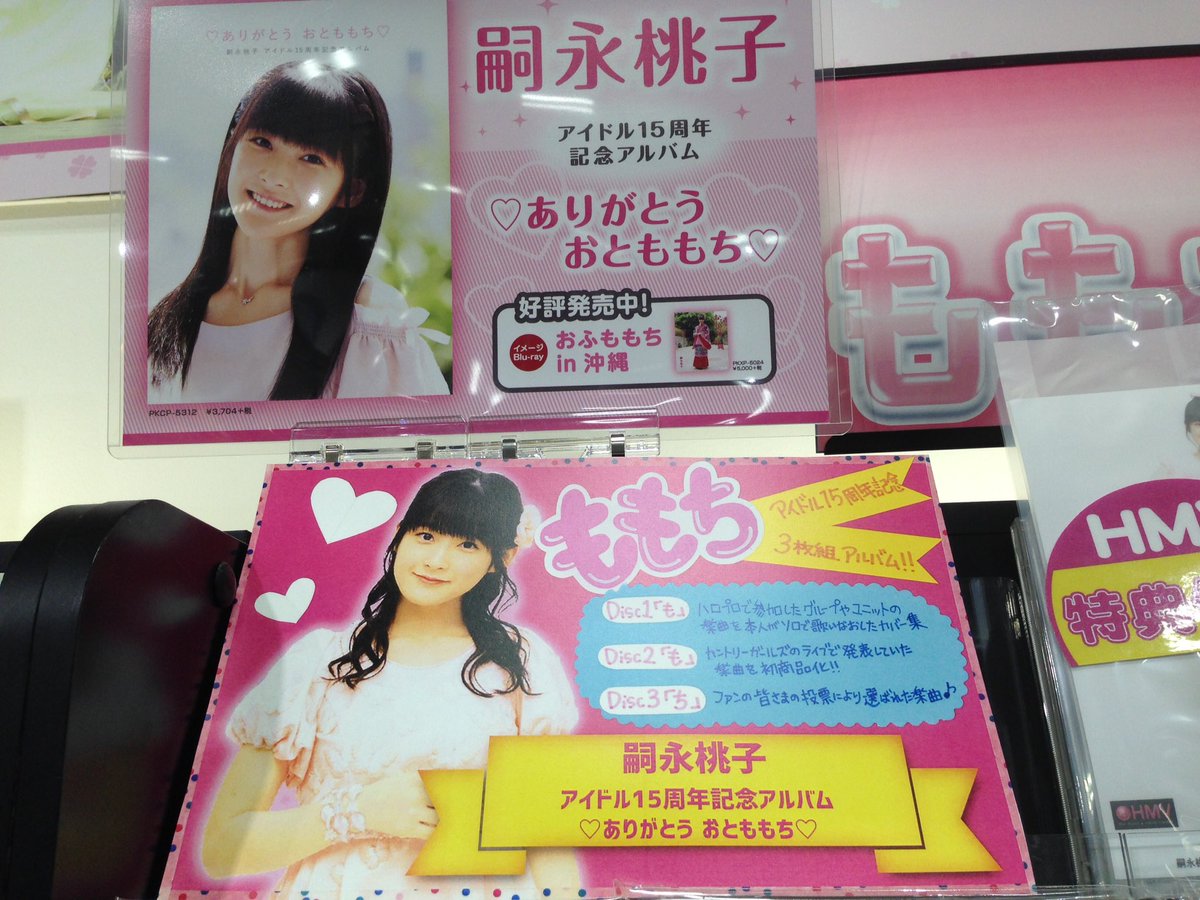 ♡ありがとう おとももち♡
嗣永桃子 アイドル15周年記念アルバム
PKCP-5312 ¥3,704+税
嗣永桃子
アイドル15周年
記念アルバム
♡ありがとう
おとももち♡
好評発売中!
イメージ
Blu-ray
おふももち
in 沖縄
PKXP-5024
¥5,000+税
もも
ももち
アイドル15周年記念
3枚組 アルバム!!
Disc1「も」 ハロプロで参加したグループやユニットの
楽曲を本人がソロで歌いなおしたカバー集
Disc2「も」 カントリーガールズのライブで発表していた
楽曲を初商品化!!
Disc3「ち」 ファンの皆さまの投票により選ばれた楽曲♪
嗣永桃子
アイドル15周年記念アルバム
♡ありがとう おとももち♡
HM
特典
HMV
嗣永